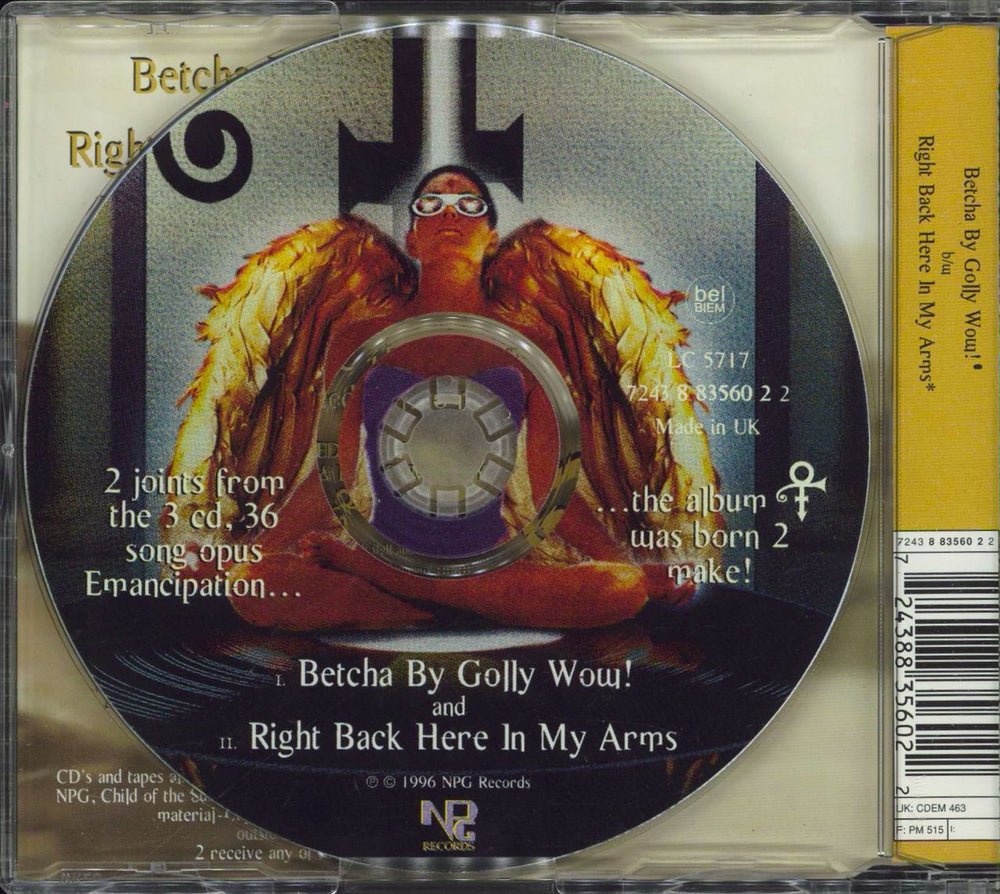 Betcha
Righ
bel
BIEM
LC 5717
7243 8 83560 2 2
Made in UK
2 joints from
the 3 cd, 36
song opus
Emancipation...
...the album
was born 2
make!
I. Betcha By Golly Wow!
and
II. Right Back Here In My Arms
℗ © 1996 NPG Records
NPG
RECORDS
CD's and tapes
NPG, Child of the
material
2 receive any
Betcha By Golly Wow!•
b/w
Right Back Here In My Arms*
7243 8 83560 2 2
7 24388 35602 2
UK: CDEM 463
F: PM 515 I: